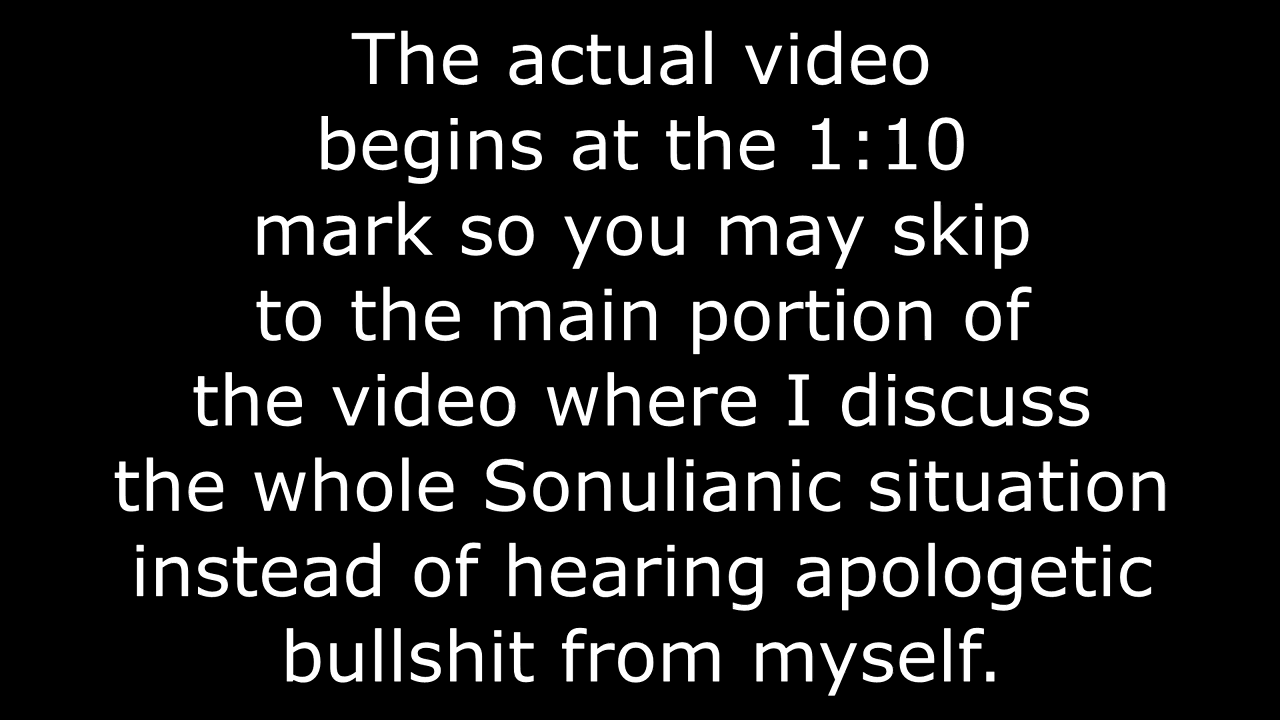 The actual video
begins at the 1:10
mark so you may skip
to the main portion of
the video where I discuss
the whole Sonulianic situation
instead of hearing apologetic
bullshit from myself.